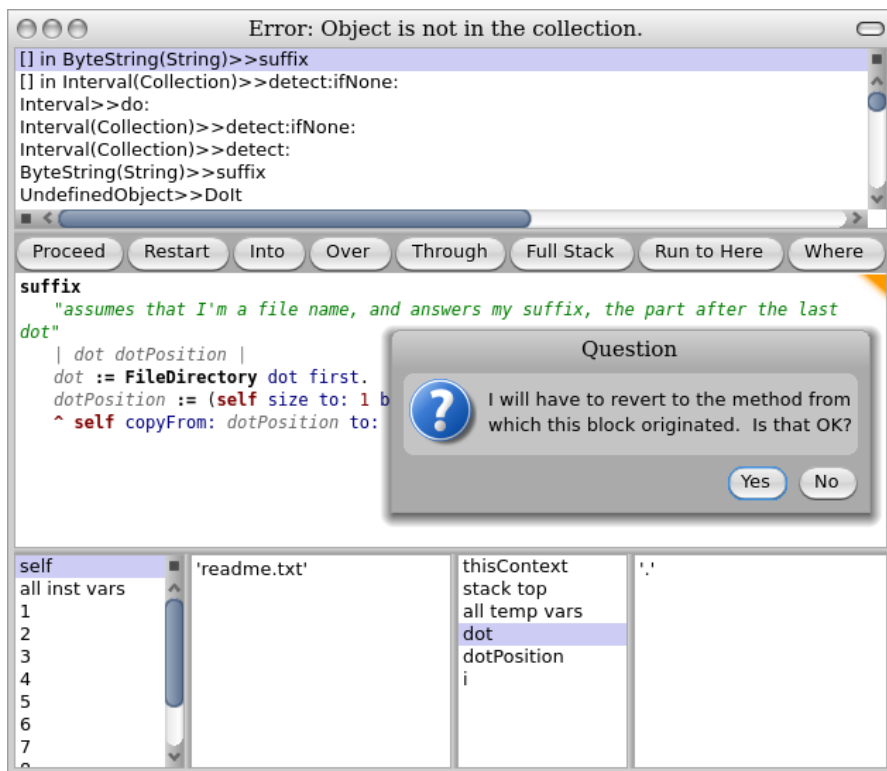 Error: Object is not in the collection.
[] in ByteString(String)>>suffix
[] in Interval(Collection)>>detect:ifNone:
Interval>>do:
Interval(Collection)>>detect:ifNone:
Interval(Collection)>>detect:
ByteString(String)>>suffix
UndefinedObject>>DoIt
Proceed Restart Into Over Through Full Stack Run to Here Where
suffix
"assumes that I'm a file name, and answers my suffix, the part after the last
dot"
| dot dotPosition |
dot := FileDirectory dot first.
dotPosition := (self size to: 1 b
^ self copyFrom: dotPosition to:
Question
I will have to revert to the method from
which this block originated.  Is that OK?
Yes No
self
all inst vars
1
2
3
4
5
6
7
'readme.txt'
thisContext
stack top
all temp vars
dot
dotPosition
i
'.'